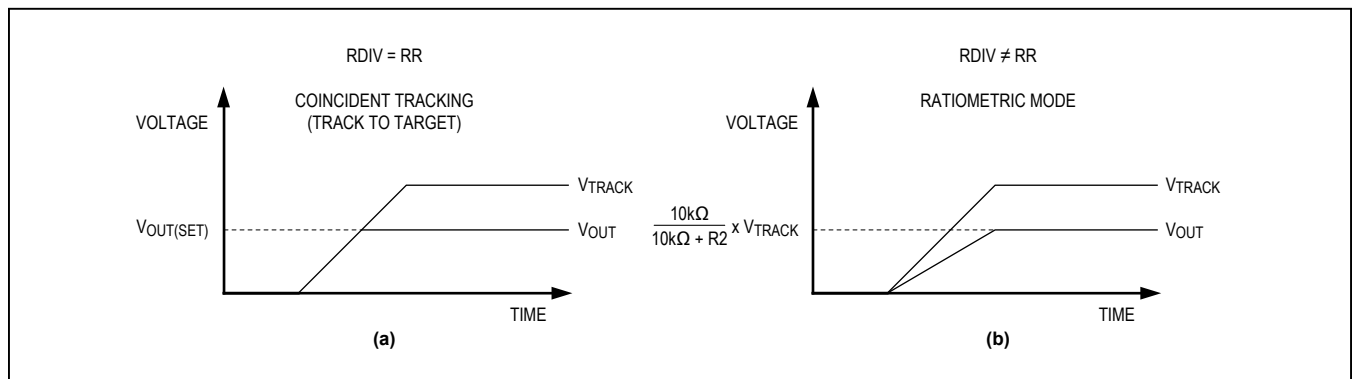 RDIV = RR
COINCIDENT TRACKING
(TRACK TO TARGET)
VOLTAGE
VTRACK
VOUT(SET)
VOUT
TIME
(a)
RDIV ≠ RR
RATIOMETRIC MODE
VOLTAGE
VTRACK
10kΩ
10kΩ + R2
x VTRACK
VOUT
TIME
(b)